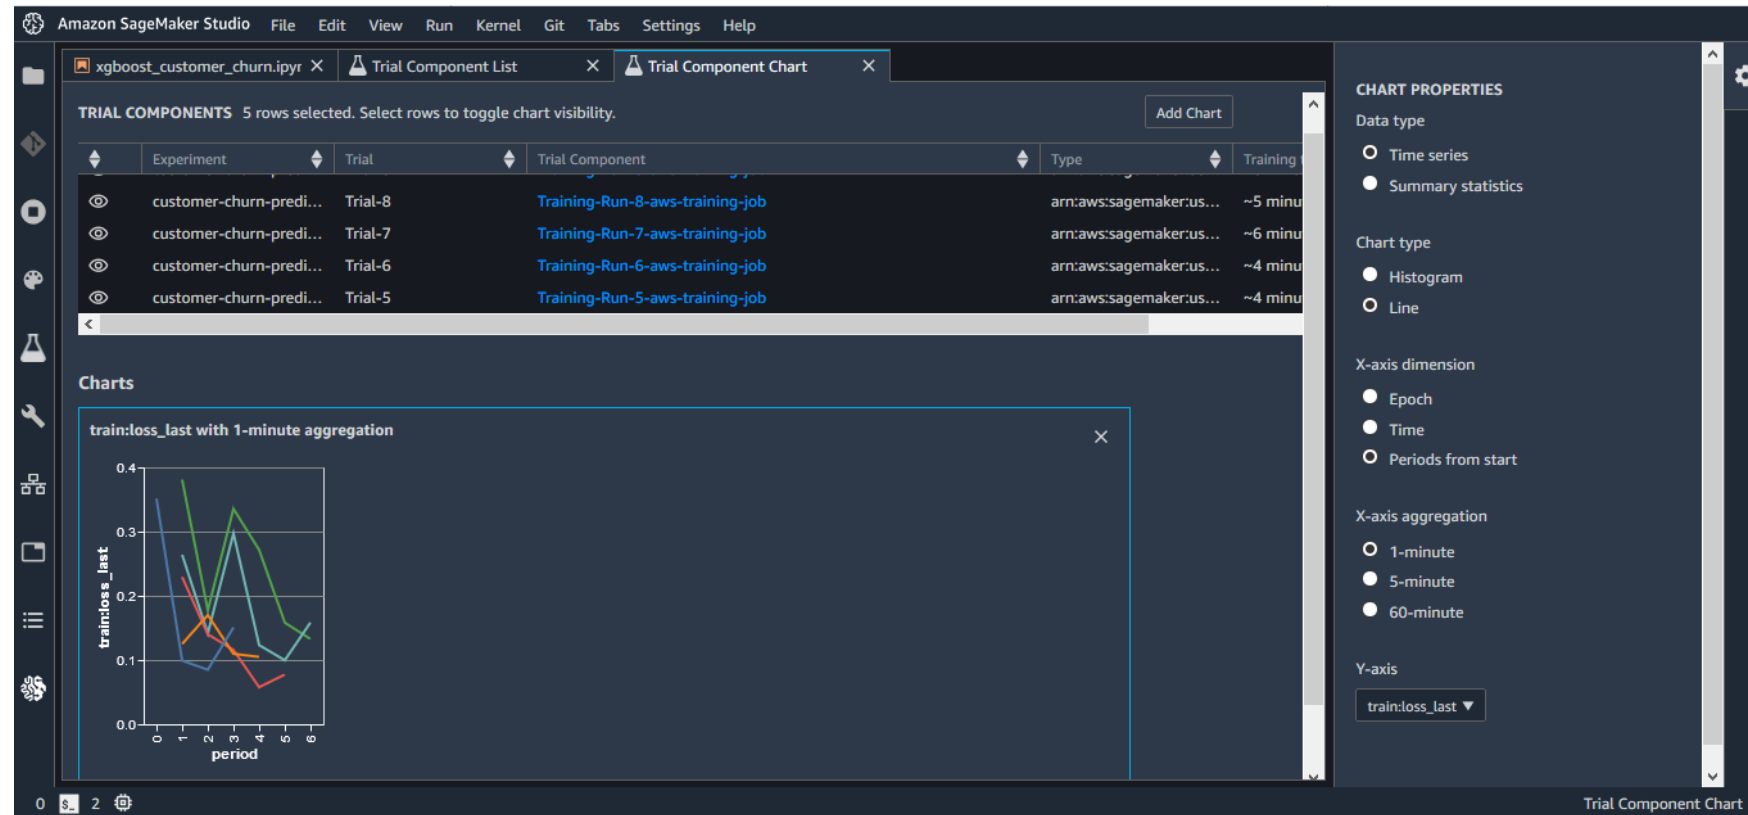 Amazon SageMaker Studio File Edit View Run Kernel Git Tabs Settings Help
xgboost_customer_churn.ipyr Trial Component List Trial Component Chart
TRIAL COMPONENTS 5 rows selected. Select rows to toggle chart visibility. Add Chart
Experiment Trial Trial Component Type Training
customer-churn-predi... Trial-8 Training-Run-8-aws-training-job arn:aws:sagemaker:us... ~5 minu
customer-churn-predi... Trial-7 Training-Run-7-aws-training-job arn:aws:sagemaker:us... ~6 minu
customer-churn-predi... Trial-6 Training-Run-6-aws-training-job arn:aws:sagemaker:us... ~4 minu
customer-churn-predi... Trial-5 Training-Run-5-aws-training-job arn:aws:sagemaker:us... ~4 minu
Charts
train:loss_last with 1-minute aggregation
0.4
0.3
0.2
0.1
0.0
train:loss_last
0 1 2 3 4 5 6
period
CHART PROPERTIES
Data type
Time series
Summary statistics
Chart type
Histogram
Line
X-axis dimension
Epoch
Time
Periods from start
X-axis aggregation
1-minute
5-minute
60-minute
Y-axis
train:loss_last
0 $_ 2 Trial Component Chart